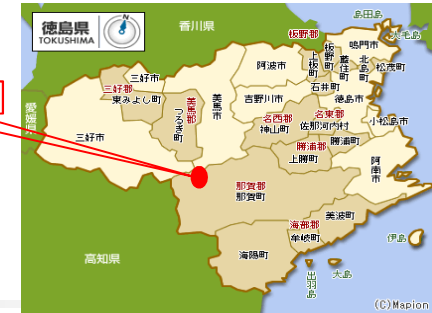 徳島県
TOKUSHIMA
香川県
島田島
大毛島
板野郡
鳴門市
板野町
上板町
藍住町
北島町
松茂町
阿波市
石井町
三好市
三好郡
東みよし町
美馬郡
つるぎ町
美馬市
吉野川市
徳島市
名西郡
神山町
名東郡
佐那河内村
小松島市
愛媛県
三好市
勝浦郡
勝浦町
上勝町
阿南市
那賀郡
那賀町
美波町
海部郡
牟岐町
伊島
海陽町
高知県
出羽島
大島
(C)Mapion